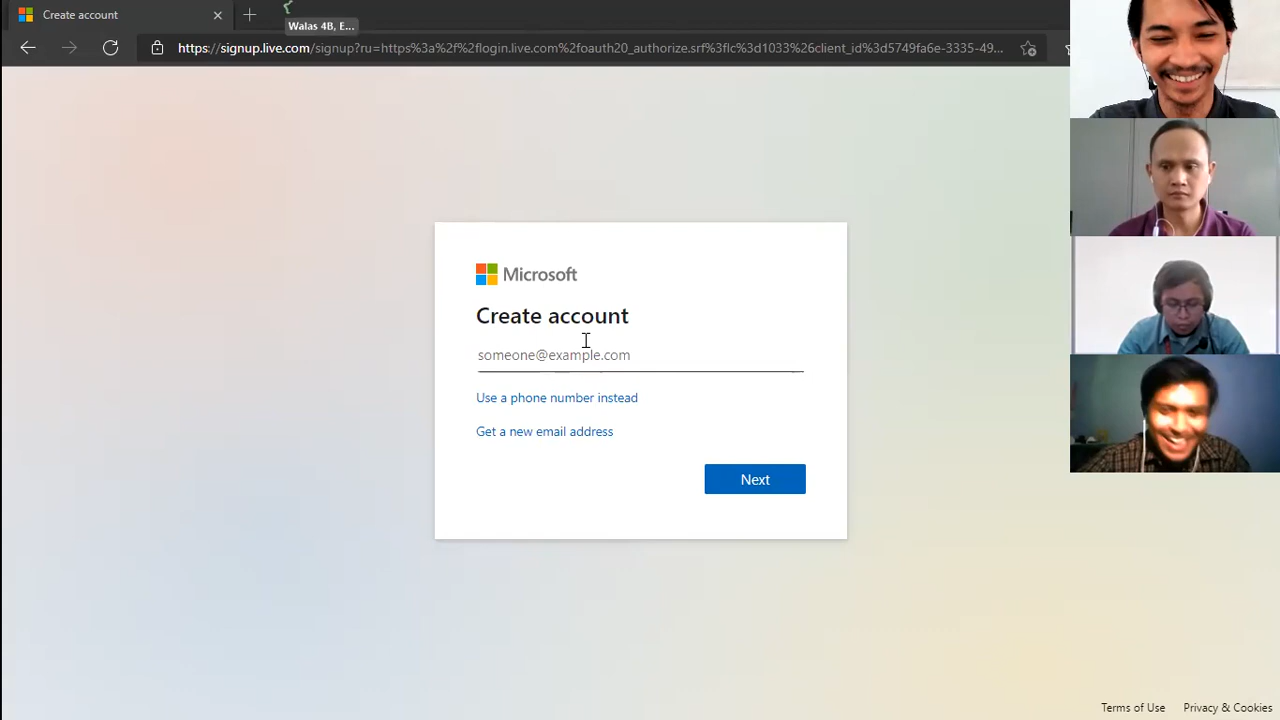 Create account
Walas 4B, E...
https://signup.live.com/signup?ru=https%3a%2f%2flogin.live.com%2foauth20_authorize.srf%3flc%3d1033%26client_id%3d5749fa6e-3335-49...
Microsoft
Create account
someone@example.com
Use a phone number instead
Get a new email address
Next
Terms of Use Privacy & Cookies